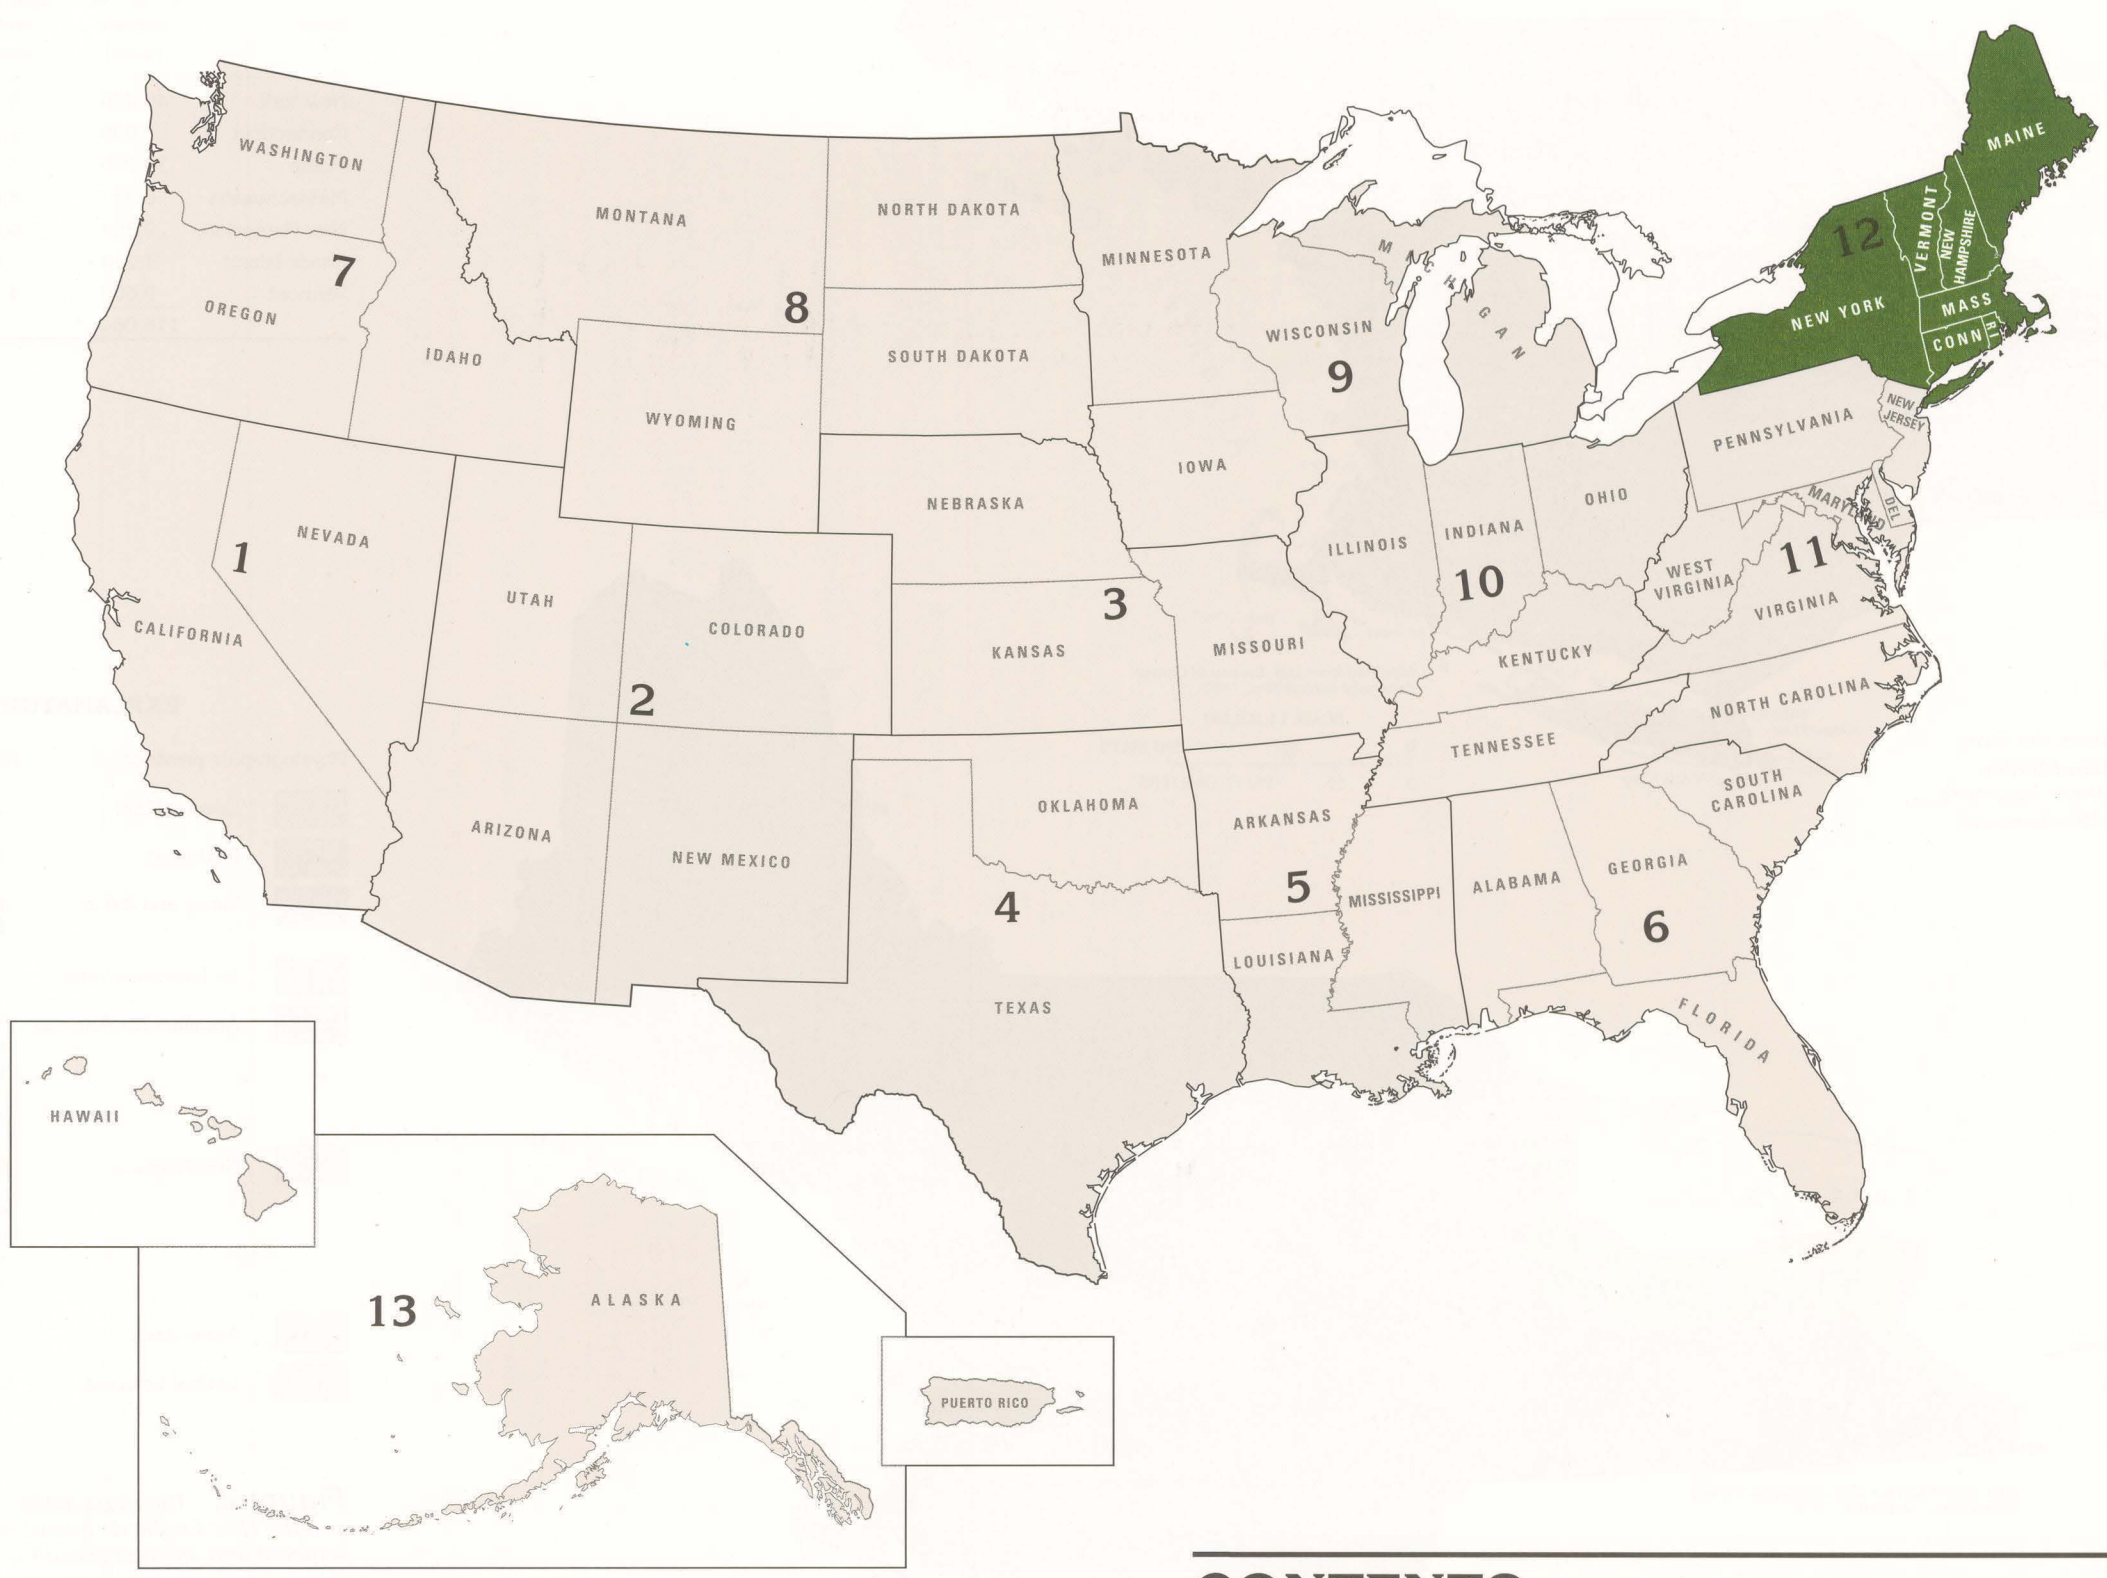 WASHINGTON
MONTANA
NORTH DAKOTA
MINNESOTA
MAINE
VERMONT
NEW
HAMPSHIRE
12
NEW YORK
MASS
CONN
RI
7
OREGON
IDAHO
8
SOUTH DAKOTA
WISCONSIN
9
MICHIGAN
WYOMING
NEBRASKA
IOWA
PENNSYLVANIA
NEW
JERSEY
MARYLAND
DEL
1
NEVADA
UTAH
COLORADO
2
3
KANSAS
MISSOURI
ILLINOIS
INDIANA
10
OHIO
WEST
VIRGINIA
11
VIRGINIA
KENTUCKY
CALIFORNIA
ARIZONA
NEW MEXICO
OKLAHOMA
4
ARKANSAS
5
TENNESSEE
NORTH CAROLINA
SOUTH
CAROLINA
MISSISSIPPI
ALABAMA
GEORGIA
6
LOUISIANA
TEXAS
FLORIDA
HAWAII
13
ALASKA
PUERTO RICO
CONTENTS